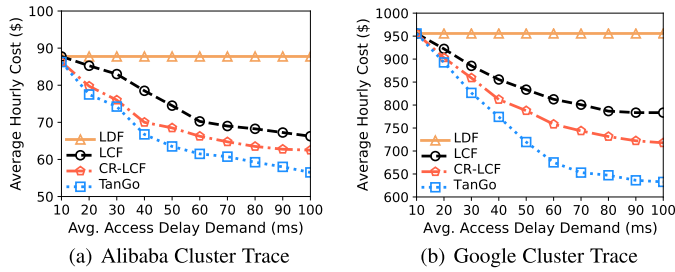 Average Hourly Cost ($)
100
90
80
70
60
50
LDF
LCF
CR-LCF
TanGo
10 20 30 40 50 60 70 80 90 100
Avg. Access Delay Demand (ms)
(a) Alibaba Cluster Trace
Average Hourly Cost ($)
1000
950
900
850
800
750
700
650
600
LDF
LCF
CR-LCF
TanGo
10 20 30 40 50 60 70 80 90 100
Avg. Access Delay Demand (ms)
(b) Google Cluster Trace